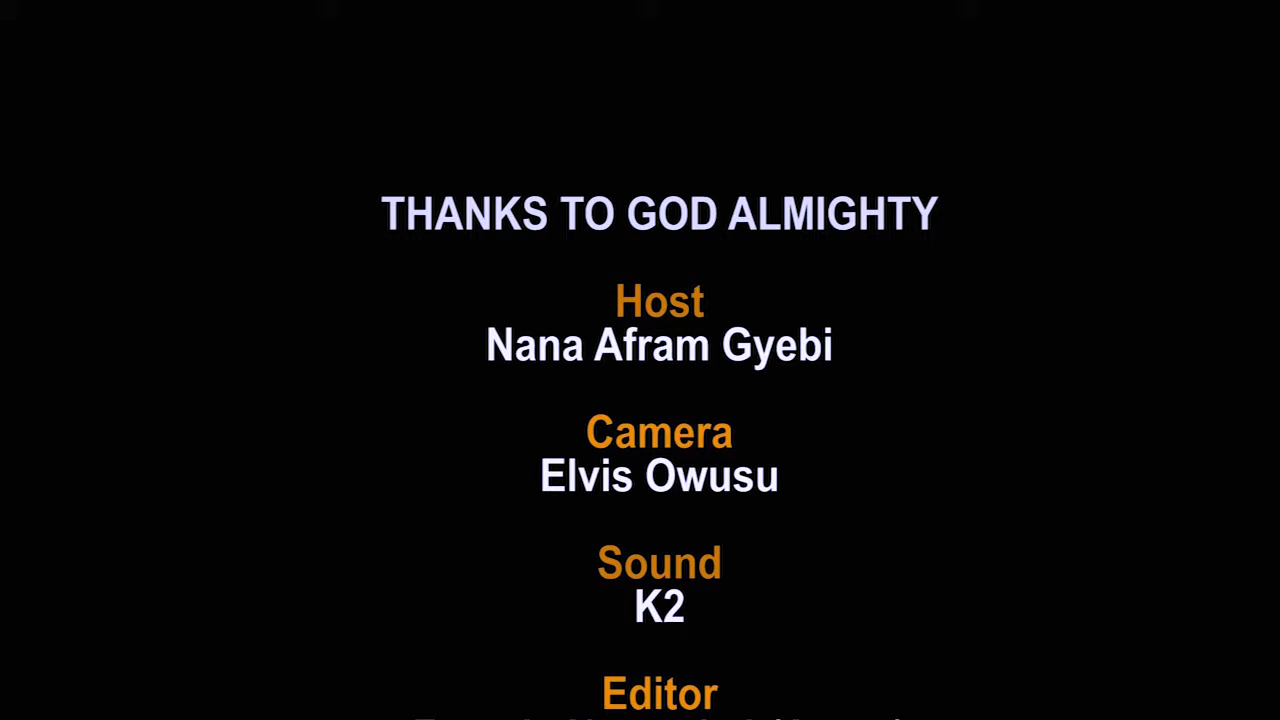 THANKS TO GOD ALMIGHTY
Host
Nana Afram Gyebi
Camera
Elvis Owusu
Sound
K2
Editor